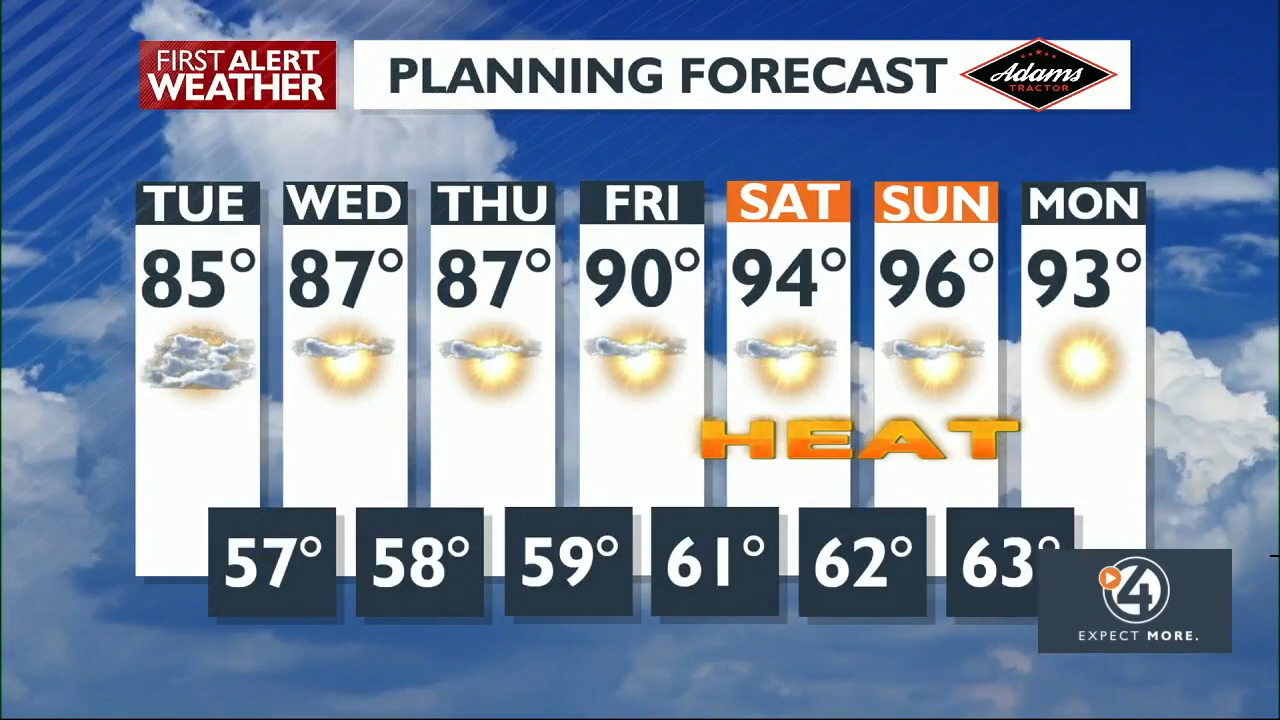 FIRST ALERT
WEATHER
PLANNING FORECAST
Adams
TRACTOR
TUE WED THU FRI SAT SUN MON
85° 87° 87° 90° 94° 96° 93°
HEAT
57° 58° 59° 61° 62° 63°
4
EXPECT MORE.